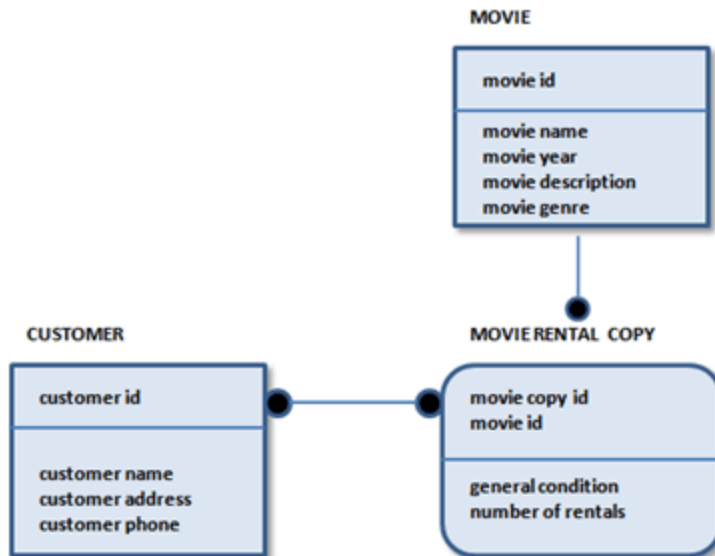 MOVIE
movie id
movie name
movie year
movie description
movie genre
CUSTOMER
customer id
customer name
customer address
customer phone
MOVIE RENTAL COPY
movie copy id
movie id
general condition
number of rentals